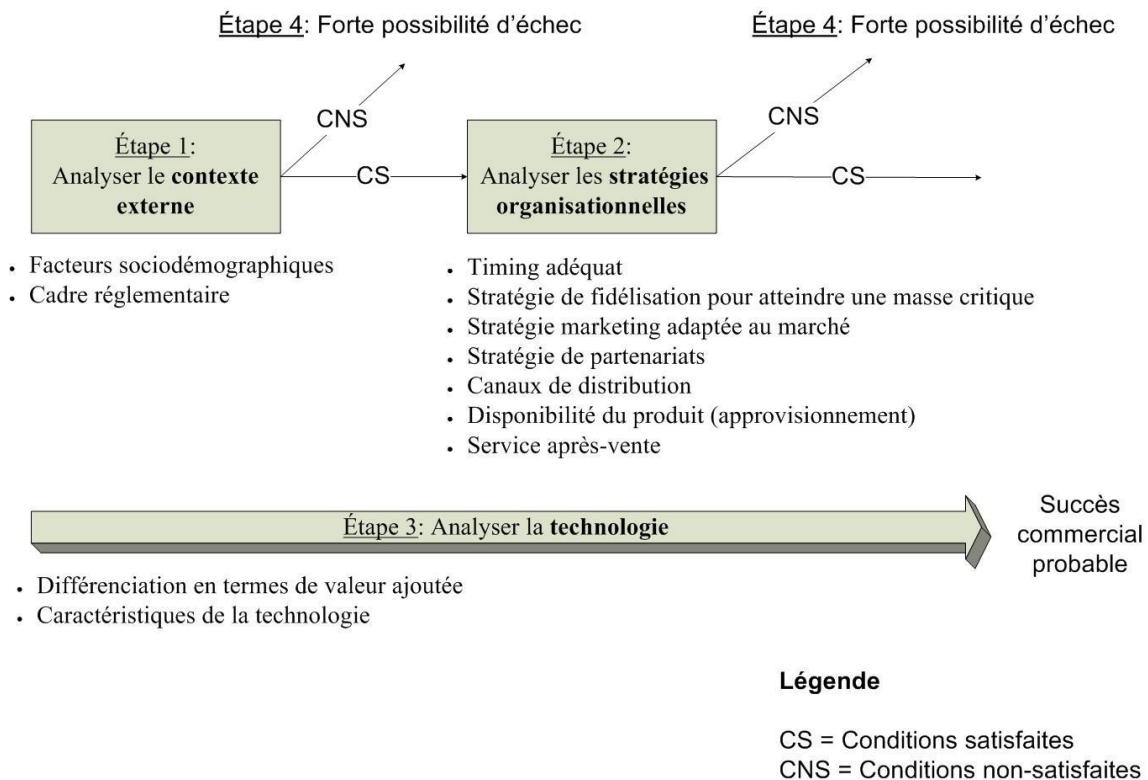 Étape 4: Forte possibilité d’échec
Étape 4: Forte possibilité d’échec
CNS
CNS
Étape 1:
Analyser le contexte
externe
CS
Étape 2:
Analyser les stratégies
organisationnelles
CS
• Facteurs sociodémographiques
• Cadre réglementaire
• Timing adéquat
• Stratégie de fidélisation pour atteindre une masse critique
• Stratégie marketing adaptée au marché
• Stratégie de partenariats
• Canaux de distribution
• Disponibilité du produit (approvisionnement)
• Service après-vente
Étape 3: Analyser la technologie
Succès
commercial
probable
• Différenciation en termes de valeur ajoutée
• Caractéristiques de la technologie
Légende
CS = Conditions satisfaites
CNS = Conditions non-satisfaites